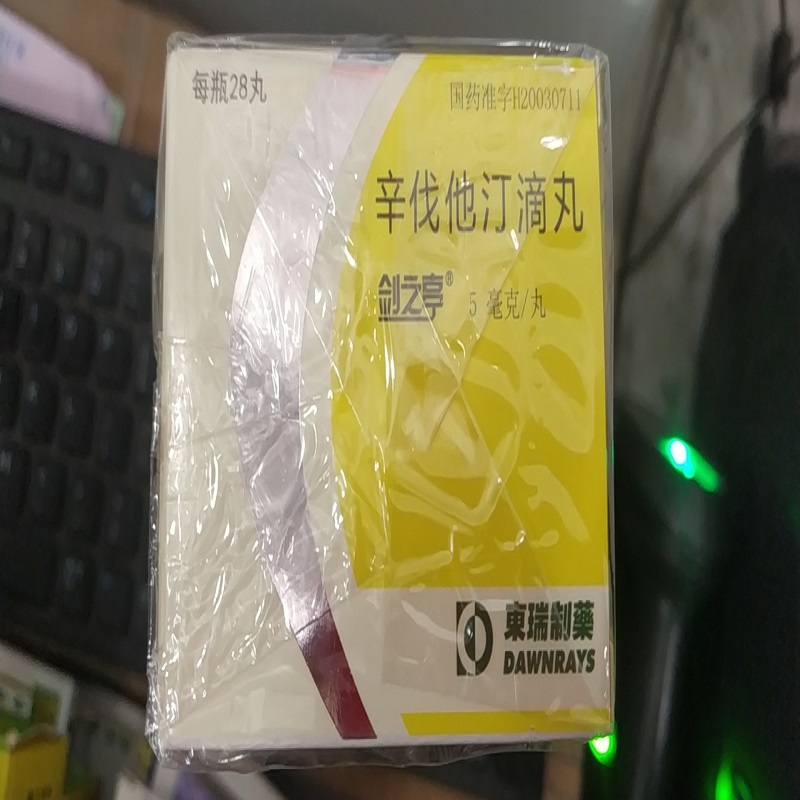 每瓶28丸
国药准字H20030711
辛伐他汀滴丸
剑之亭® 5 毫克/丸
東瑞制藥
DAWNRAYS